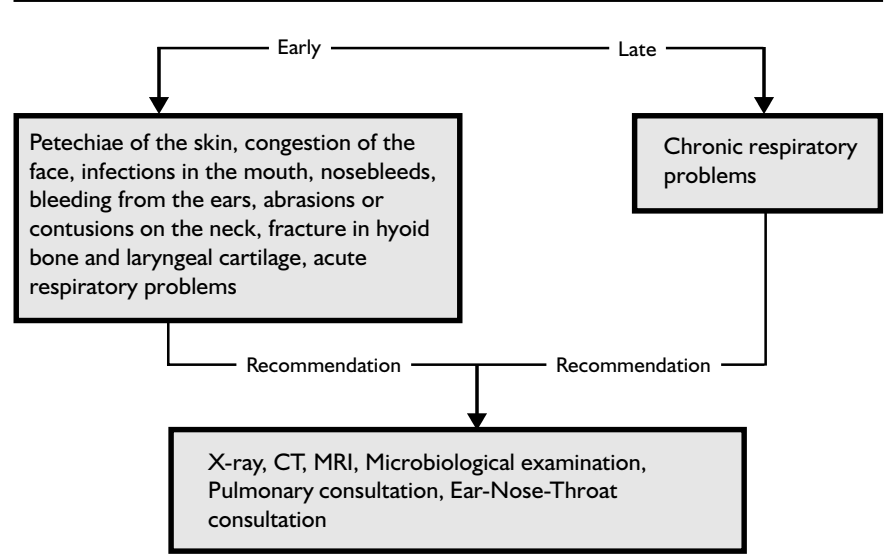 Early
Late
Petechiae of the skin, congestion of the
face, infections in the mouth, nosebleeds,
bleeding from the ears, abrasions or
contusions on the neck, fracture in hyoid
bone and laryngeal cartilage, acute
respiratory problems
Chronic respiratory
problems
Recommendation
Recommendation
X-ray, CT, MRI, Microbiological examination,
Pulmonary consultation, Ear-Nose-Throat
consultation